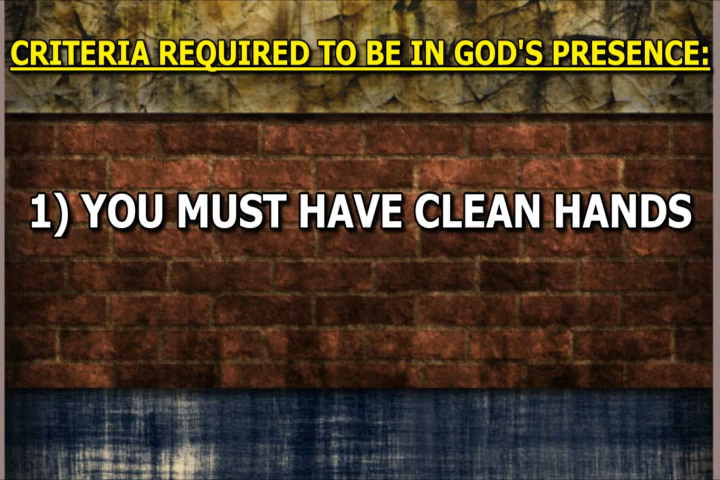 CRITERIA REQUIRED TO BE IN GOD'S PRESENCE:
1) YOU MUST HAVE CLEAN HANDS